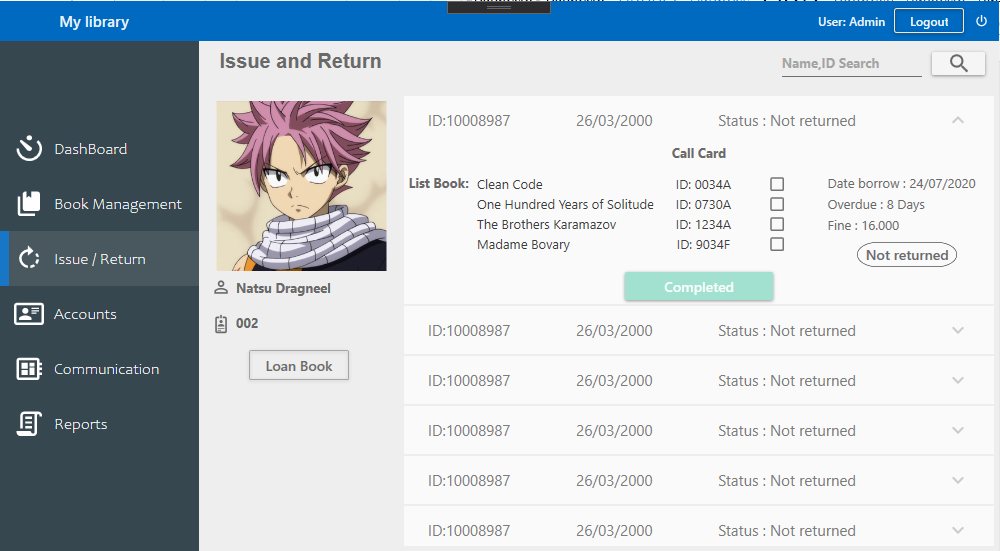 My library
User: Admin
Logout
Issue and Return
Name,ID Search
DashBoard
Book Management
Issue / Return
Accounts
Communication
Reports
Natsu Dragneel
002
Loan Book
ID:10008987 26/03/2000 Status : Not returned
Call Card
List Book: Clean Code ID: 0034A Date borrow : 24/07/2020
One Hundred Years of Solitude ID: 0730A Overdue : 8 Days
The Brothers Karamazov ID: 1234A Fine : 16.000
Madame Bovary ID: 9034F
Not returned
Completed
ID:10008987 26/03/2000 Status : Not returned
ID:10008987 26/03/2000 Status : Not returned
ID:10008987 26/03/2000 Status : Not returned
ID:10008987 26/03/2000 Status : Not returned
ID:10008987 26/03/2000 Status : Not returned